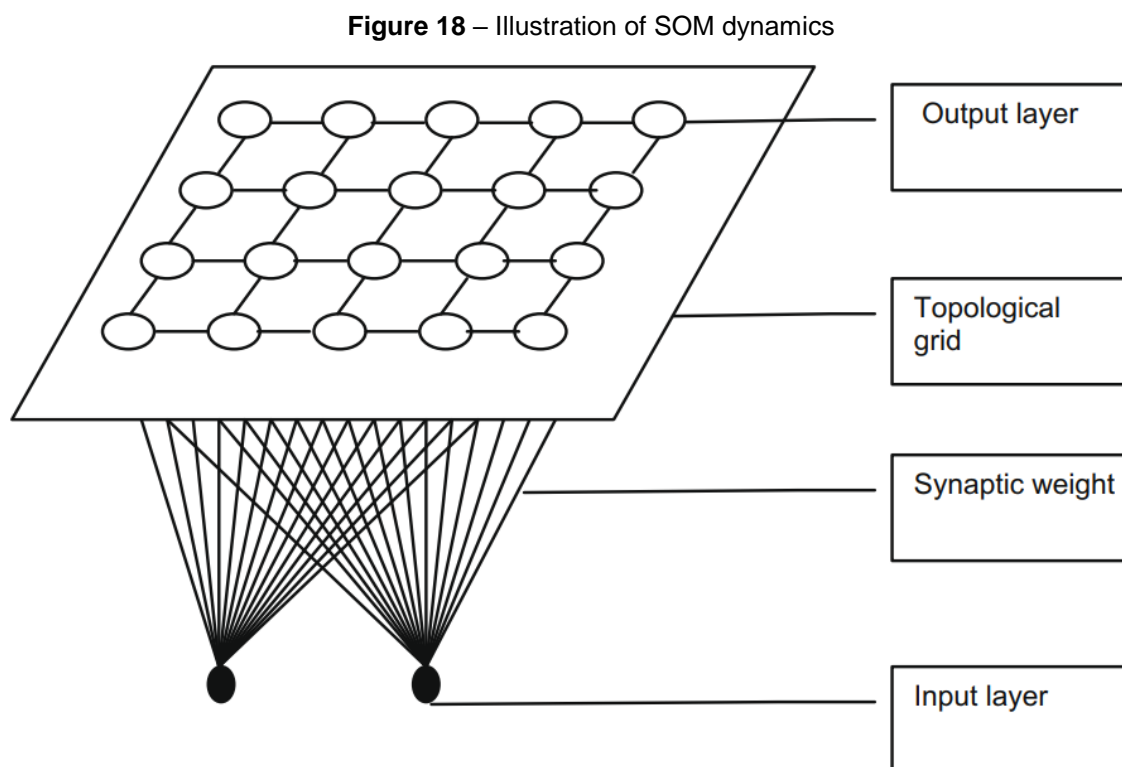 Figure 18 – Illustration of SOM dynamics
Output layer
Topological
grid
Synaptic weight
Input layer